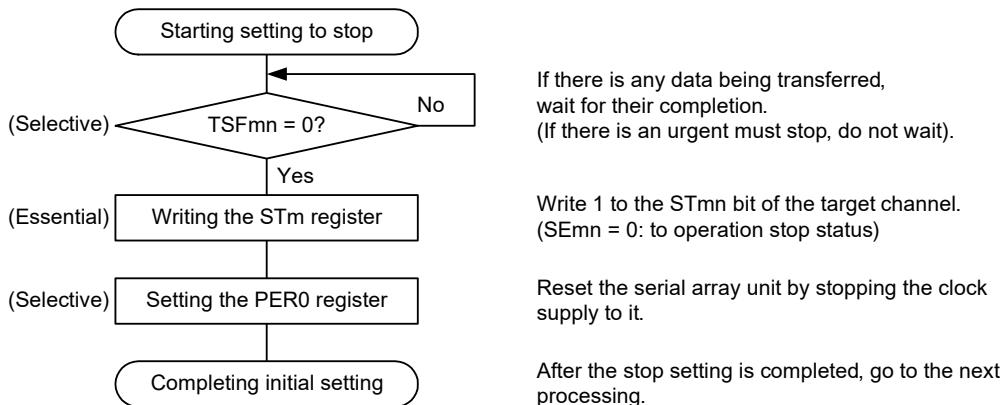 Starting setting to stop
No
(Selective)
TSFmn = 0?
If there is any data being transferred,
wait for their completion.
(If there is an urgent must stop, do not wait).
Yes
(Essential)
Writing the STm register
Write 1 to the STmn bit of the target channel.
(SEmn = 0: to operation stop status)
(Selective)
Setting the PER0 register
Reset the serial array unit by stopping the clock
supply to it.
Completing initial setting
After the stop setting is completed, go to the next
processing.